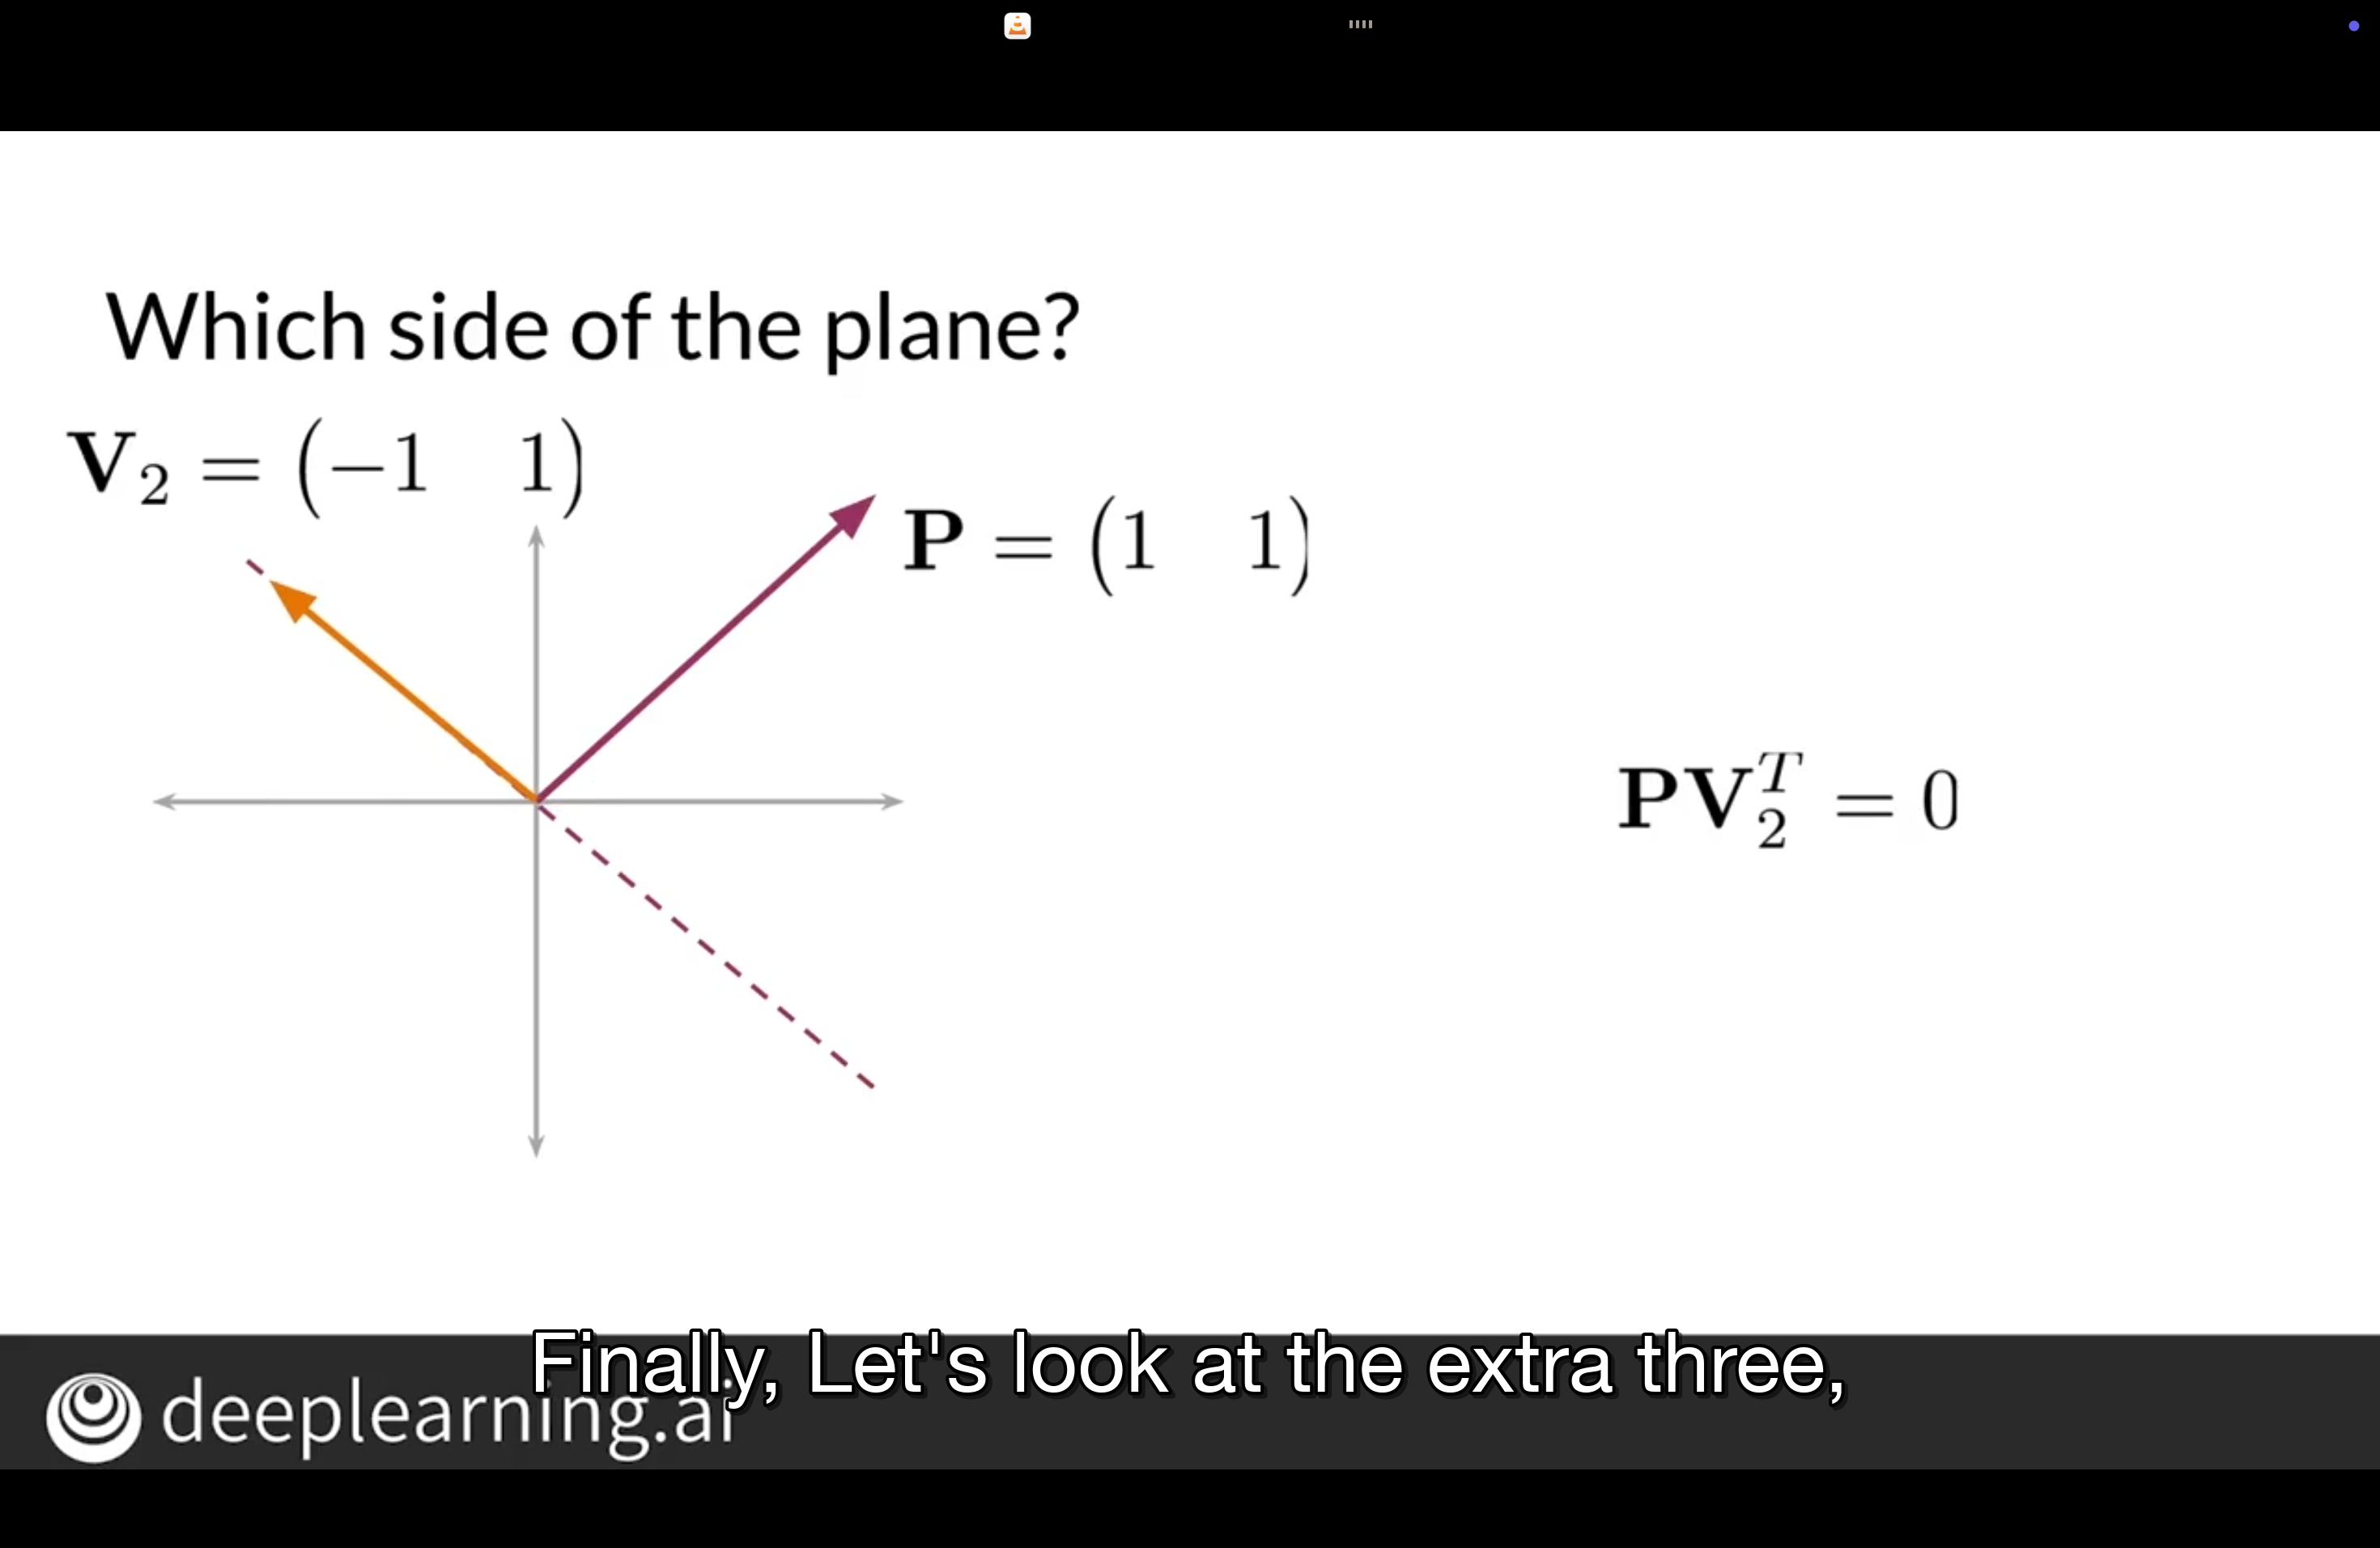 Which side of the plane?
V₂ = (−1 1)
P = (1 1)
PV₂ᵀ = 0
Finally, Let's look at the extra three,
deeplearning.ai